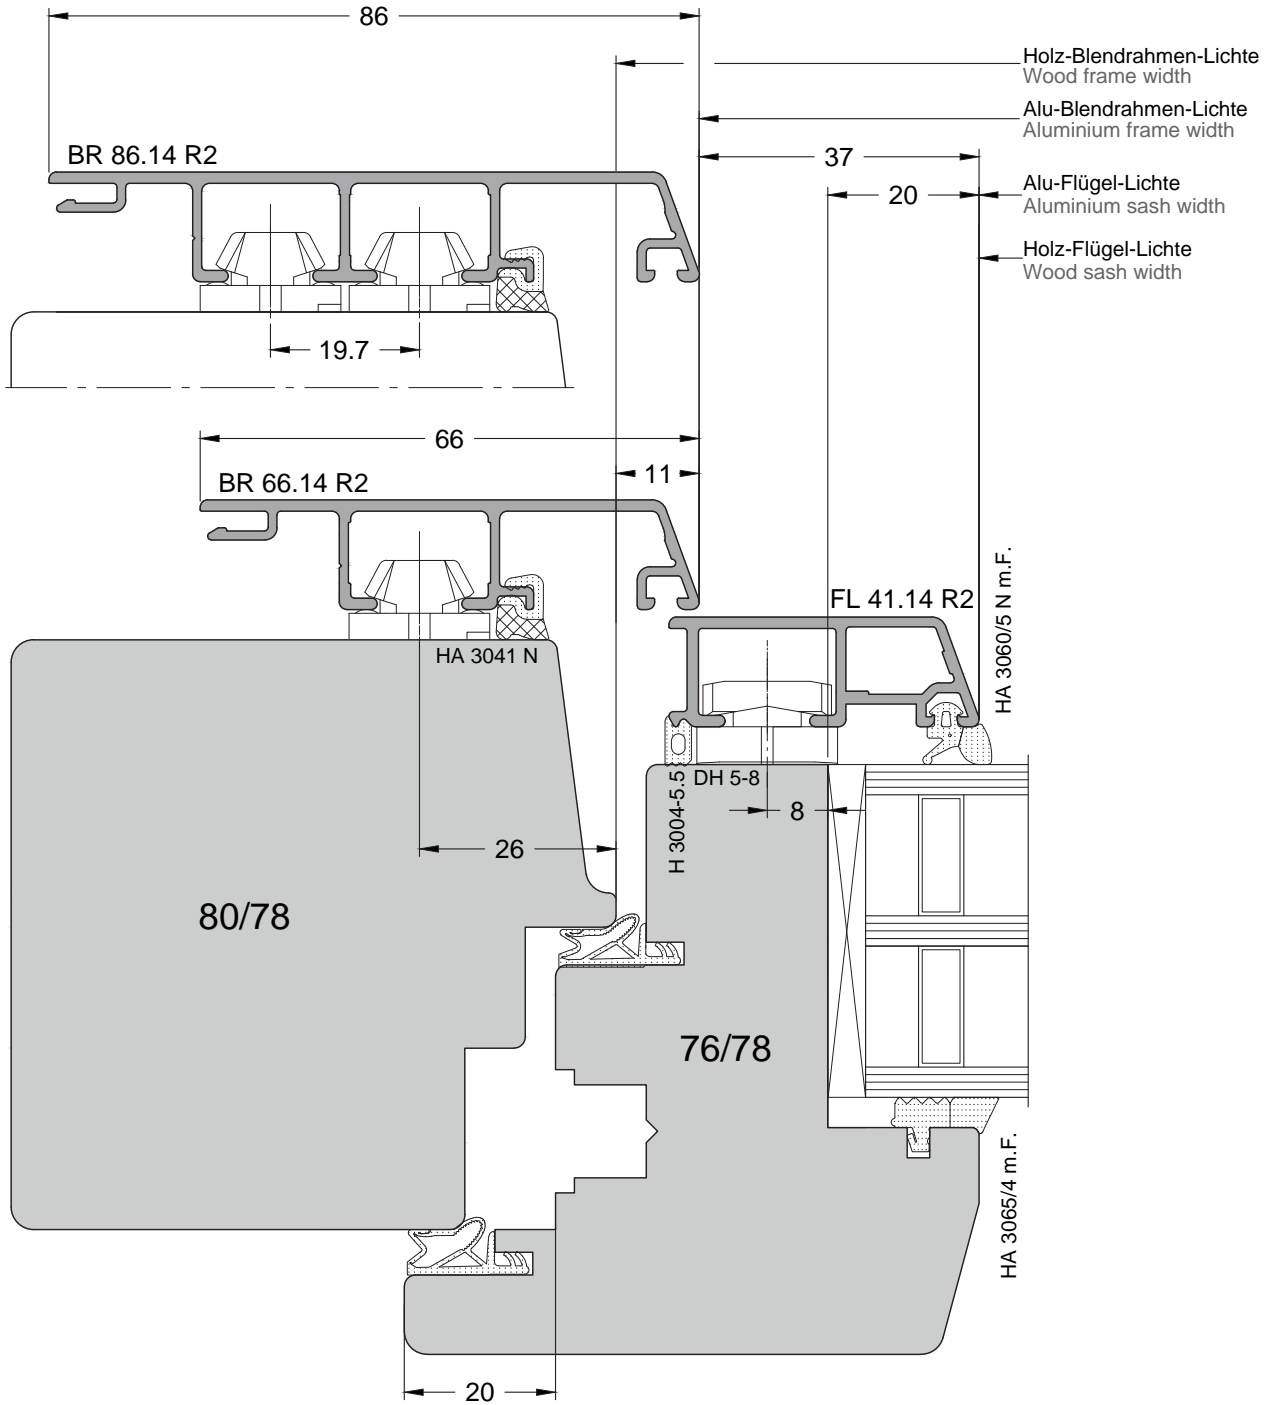 86
Holz-Blendrahmen-Lichte
Wood frame width
Alu-Blendrahmen-Lichte
Aluminium frame width
BR 86.14 R2
37
Alu-Flügel-Lichte
Aluminium sash width
20
Holz-Flügel-Lichte
Wood sash width
19.7
66
BR 66.14 R2
11
HA 3060/5 N m.F.
FL 41.14 R2
HA 3041 N
H 3004-5.5
DH 5-8
8
26
80/78
76/78
HA 3065/4 m.F.
20